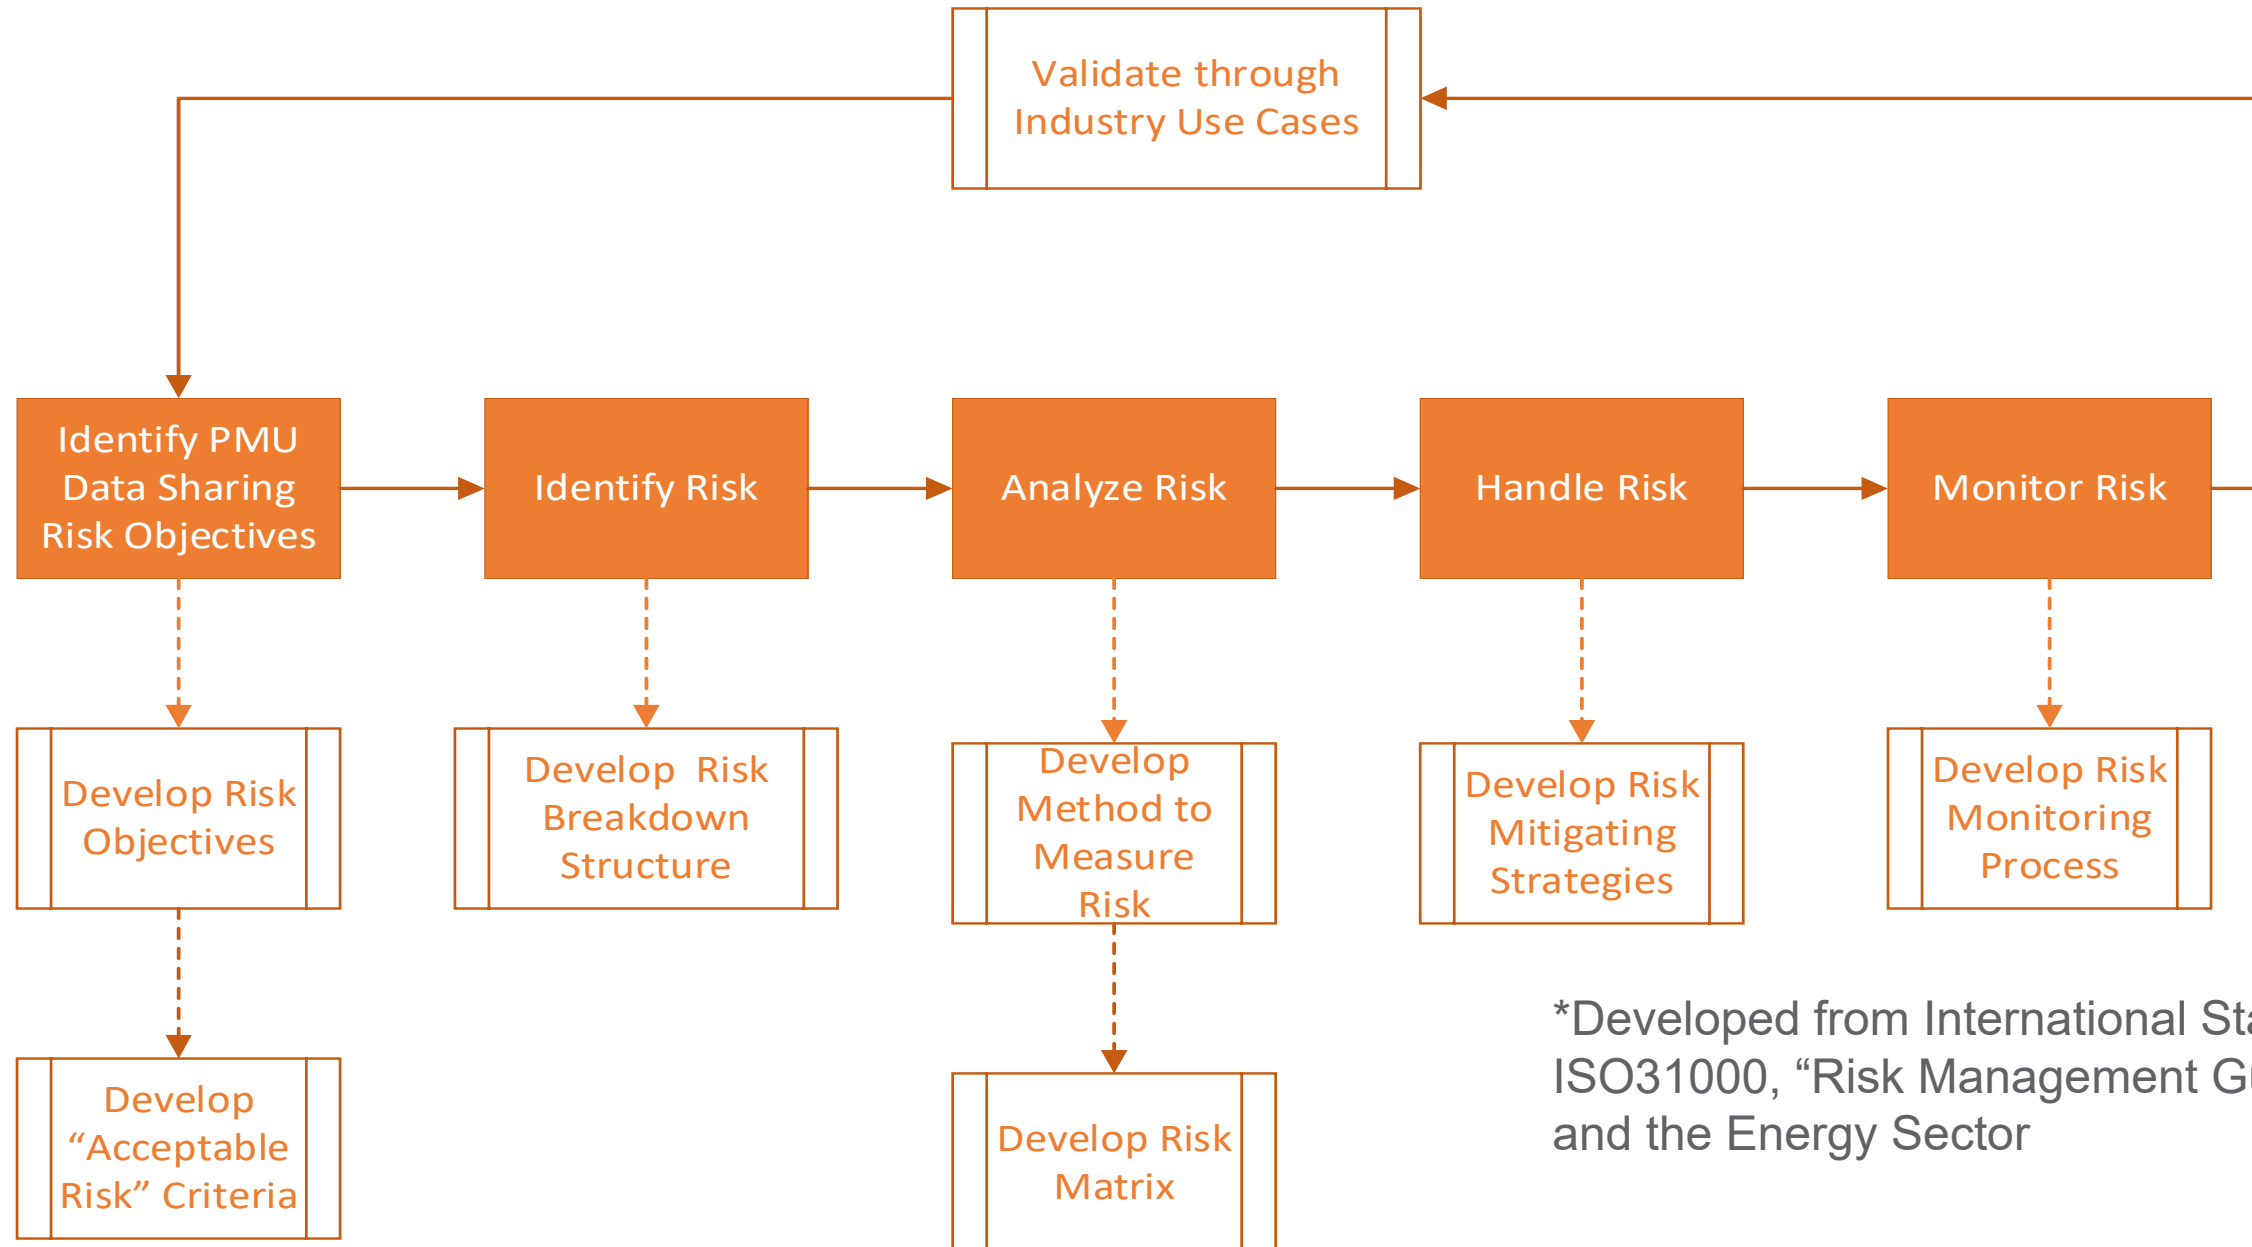 Validate through
Industry Use Cases
Identify PMU
Data Sharing
Risk Objectives
Identify Risk
Analyze Risk
Handle Risk
Monitor Risk
Develop Risk
Objectives
Develop Risk
Breakdown
Structure
Develop
Method to
Measure
Risk
Develop Risk
Mitigating
Strategies
Develop Risk
Monitoring
Process
Develop
“Acceptable
Risk” Criteria
Develop Risk
Matrix
*Developed from International
ISO31000, “Risk Management
and the Energy Sector